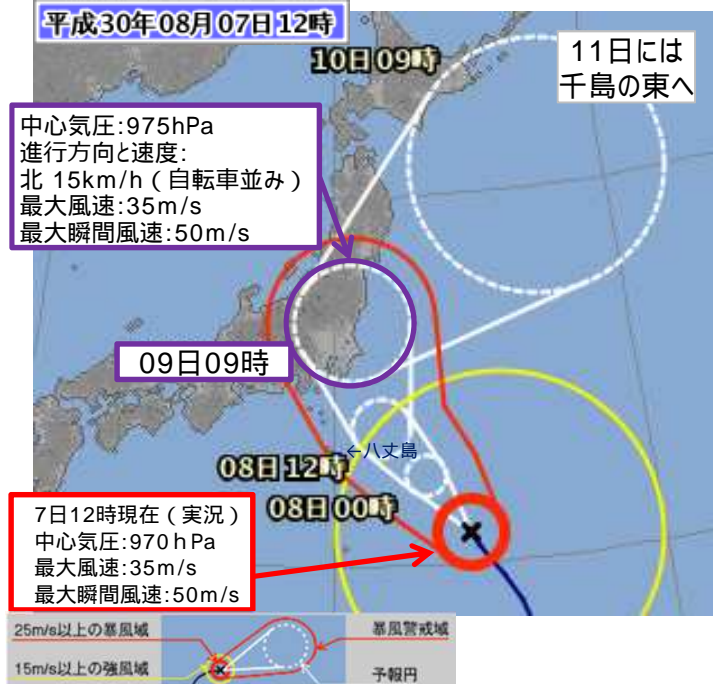 平成30年08月07日12時
10日09時
11日には
千島の東へ
中心気圧:975hPa
進行方向と速度:
北 15km/h(自転車並み)
最大風速:35m/s
最大瞬間風速:50m/s
09日09時
←八丈島
08日12時
08日00時
7日12時現在(実況)
中心気圧:970hPa
最大風速:35m/s
最大瞬間風速:50m/s
25m/s以上の暴風域
暴風警戒域
15m/s以上の強風域
予報円